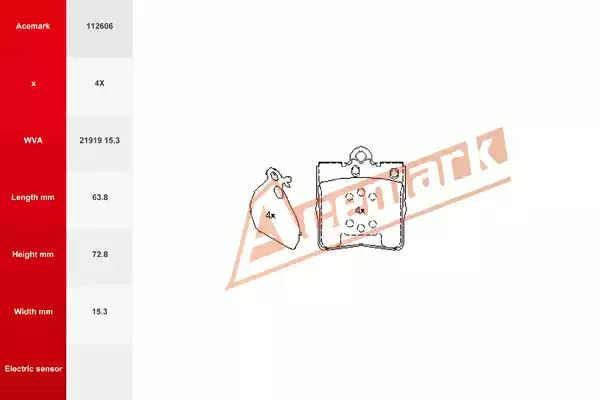 Acemark 112606
x 4X
WVA 21919 15.3
Length mm 63.8
Height mm 72.8
Width mm 15.3
Electric sensor
4x
4x
Acemark